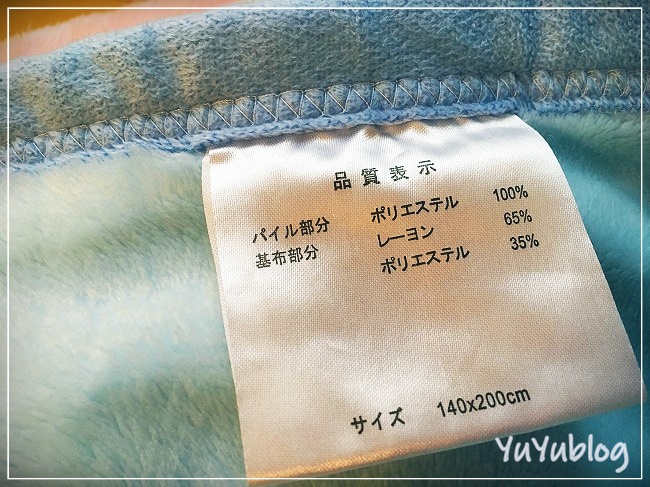 品質表示
パイル部分 ポリエステル 100%
基布部分 レーヨン 65%
ポリエステル 35%
サイズ 140x200cm
YuYublog